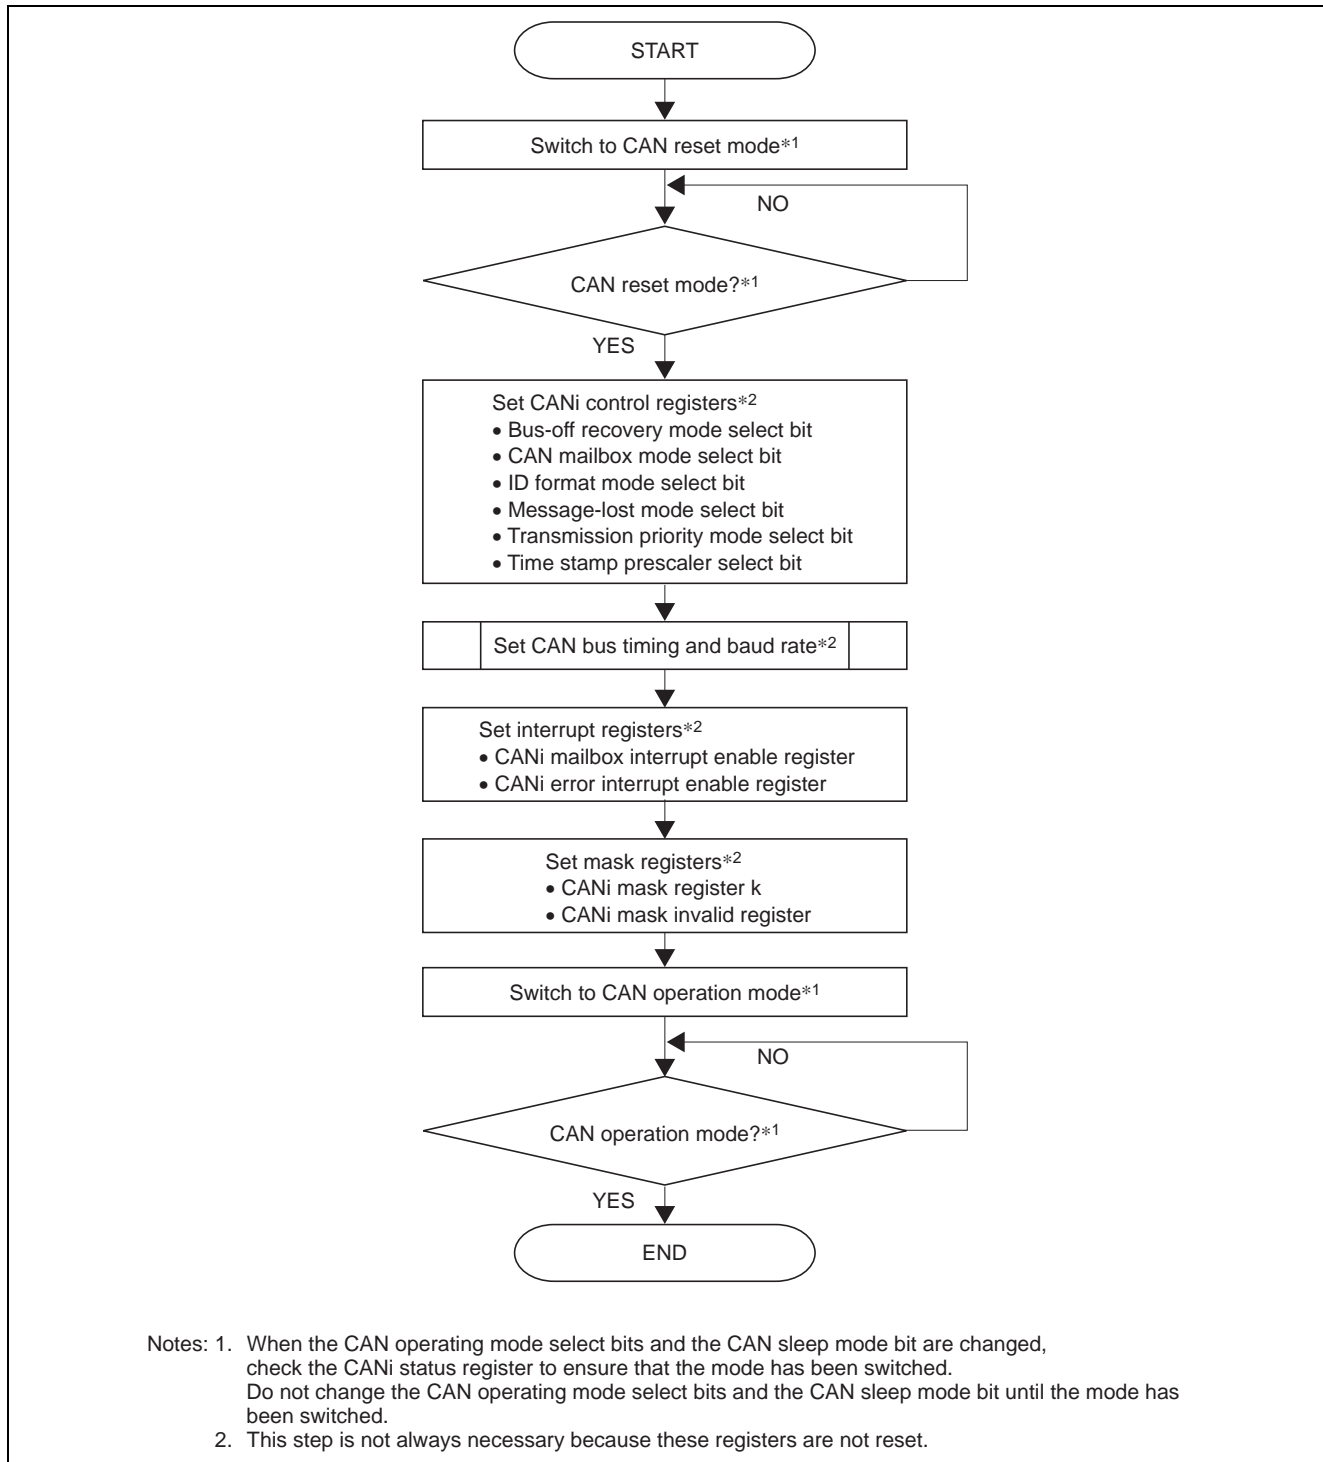 START
Switch to CAN reset mode*1
NO
CAN reset mode?*1
YES
Set CANi control registers*2
• Bus-off recovery mode select bit
• CAN mailbox mode select bit
• ID format mode select bit
• Message-lost mode select bit
• Transmission priority mode select bit
• Time stamp prescaler select bit
Set CAN bus timing and baud rate*2
Set interrupt registers*2
• CANi mailbox interrupt enable register
• CANi error interrupt enable register
Set mask registers*2
• CANi mask register k
• CANi mask invalid register
Switch to CAN operation mode*1
NO
CAN operation mode?*1
YES
END
Notes: 1. When the CAN operating mode select bits and the CAN sleep mode bit are changed,
check the CANi status register to ensure that the mode has been switched.
Do not change the CAN operating mode select bits and the CAN sleep mode bit until the mode has
been switched.
2. This step is not always necessary because these registers are not reset.